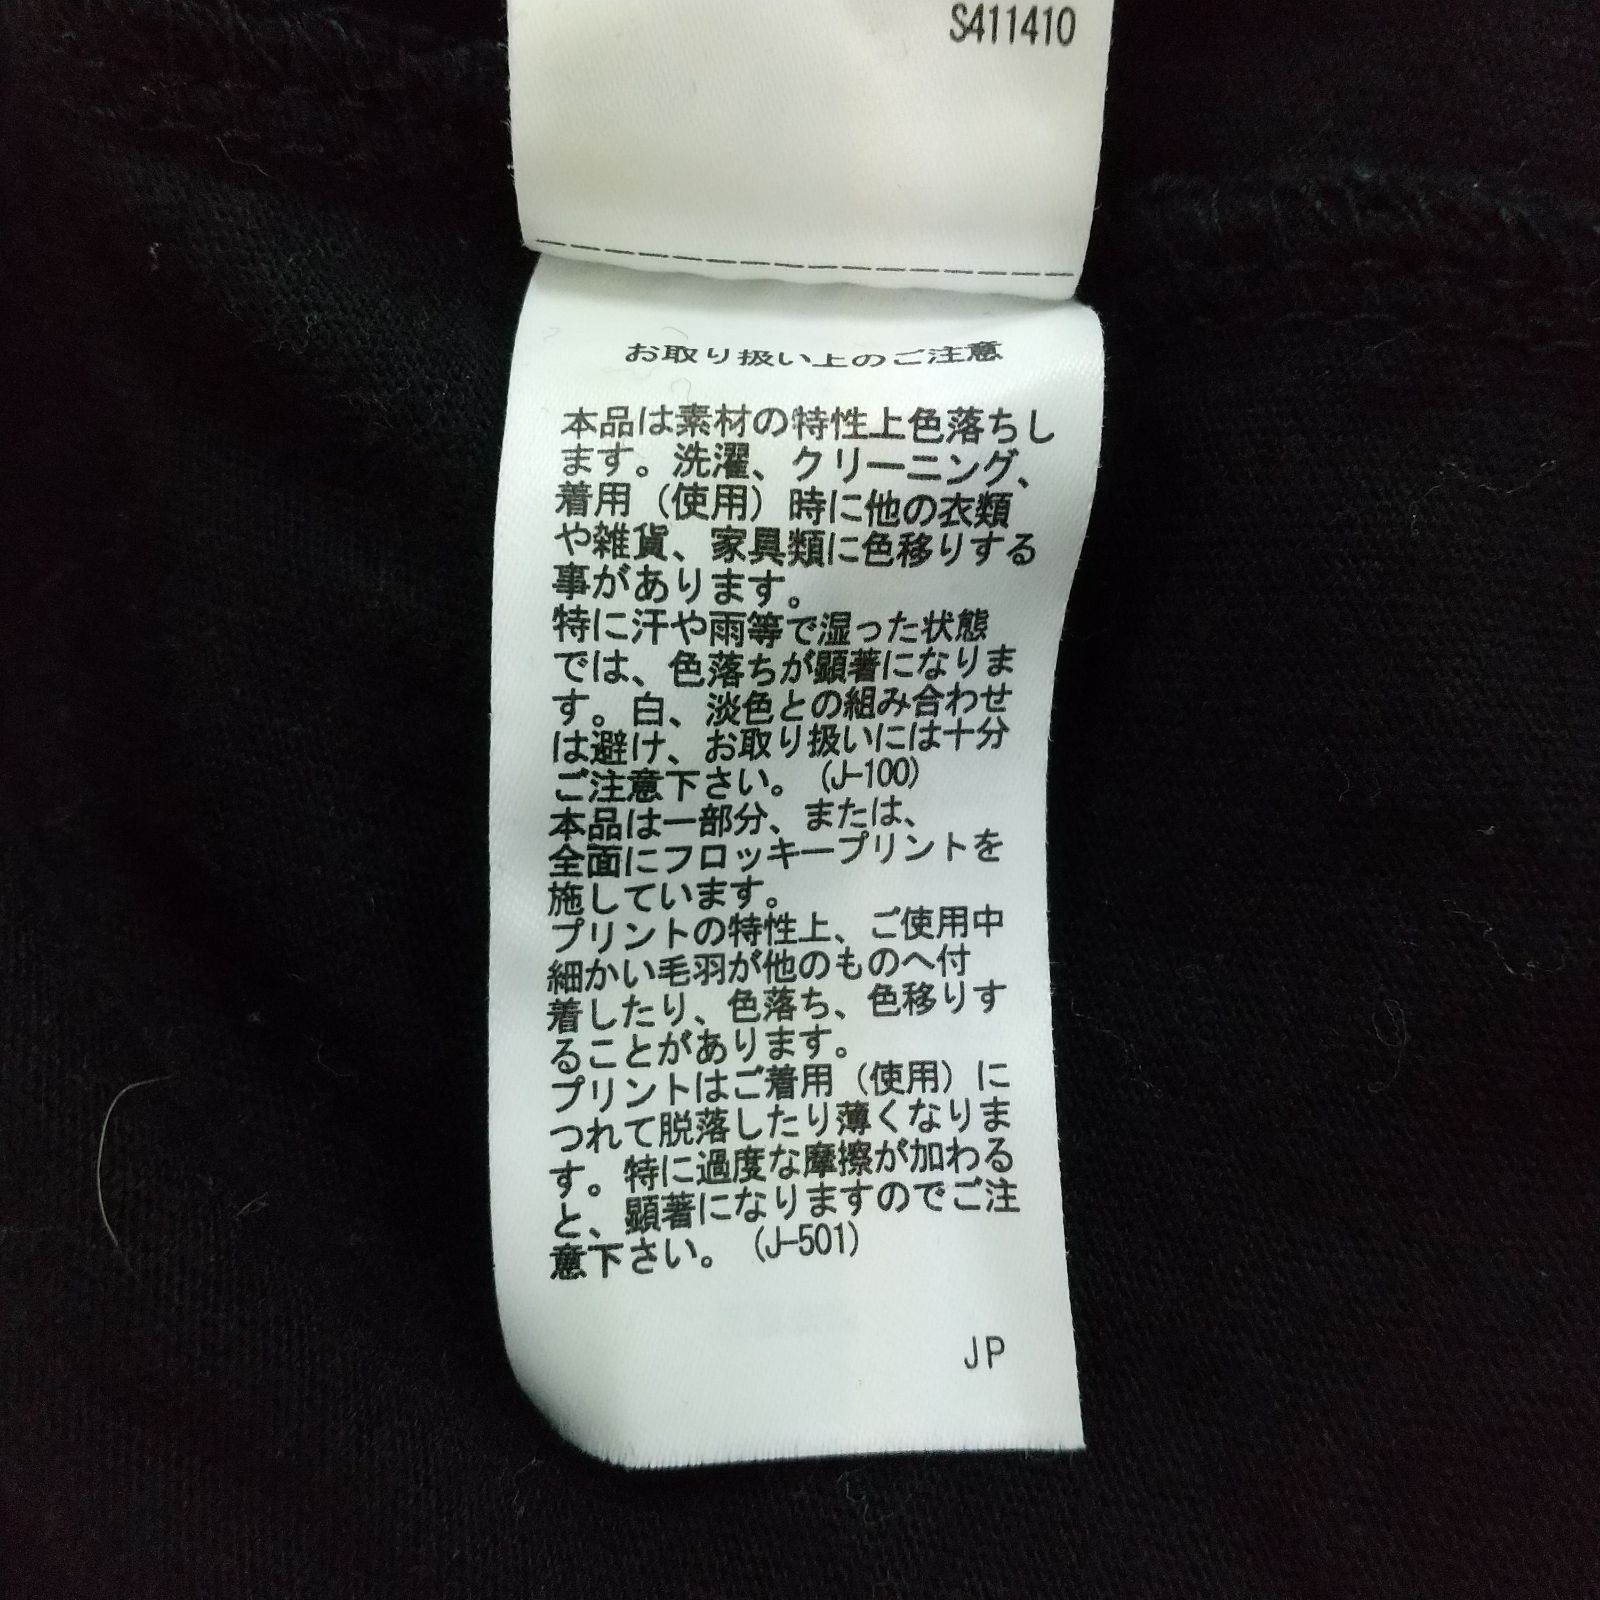 S411410
お取り扱い上のご注意
本品は素材の特性上色落ちし
ます。洗濯、クリーニング、
着用（使用）時に他の衣類
や雑貨、家具類に色移りする
事があります。
特に汗や雨等で湿った状態
では、色落ちが顕著になりま
す。白、淡色との組み合わせ
は避け、お取り扱いには十分
ご注意下さい。（J-100）
本品は一部分、または、
全面にフロッキープリントを
施しています。
プリントの特性上、ご使用中
細かい毛羽が他のものへ付
着したり、色落ち、色移りす
ることがあります。
プリントはご着用（使用）に
つれて脱落したり薄くなりま
す。特に過度な摩擦が加わる
と、顕著になりますのでご注
意下さい。（J-501）
JP